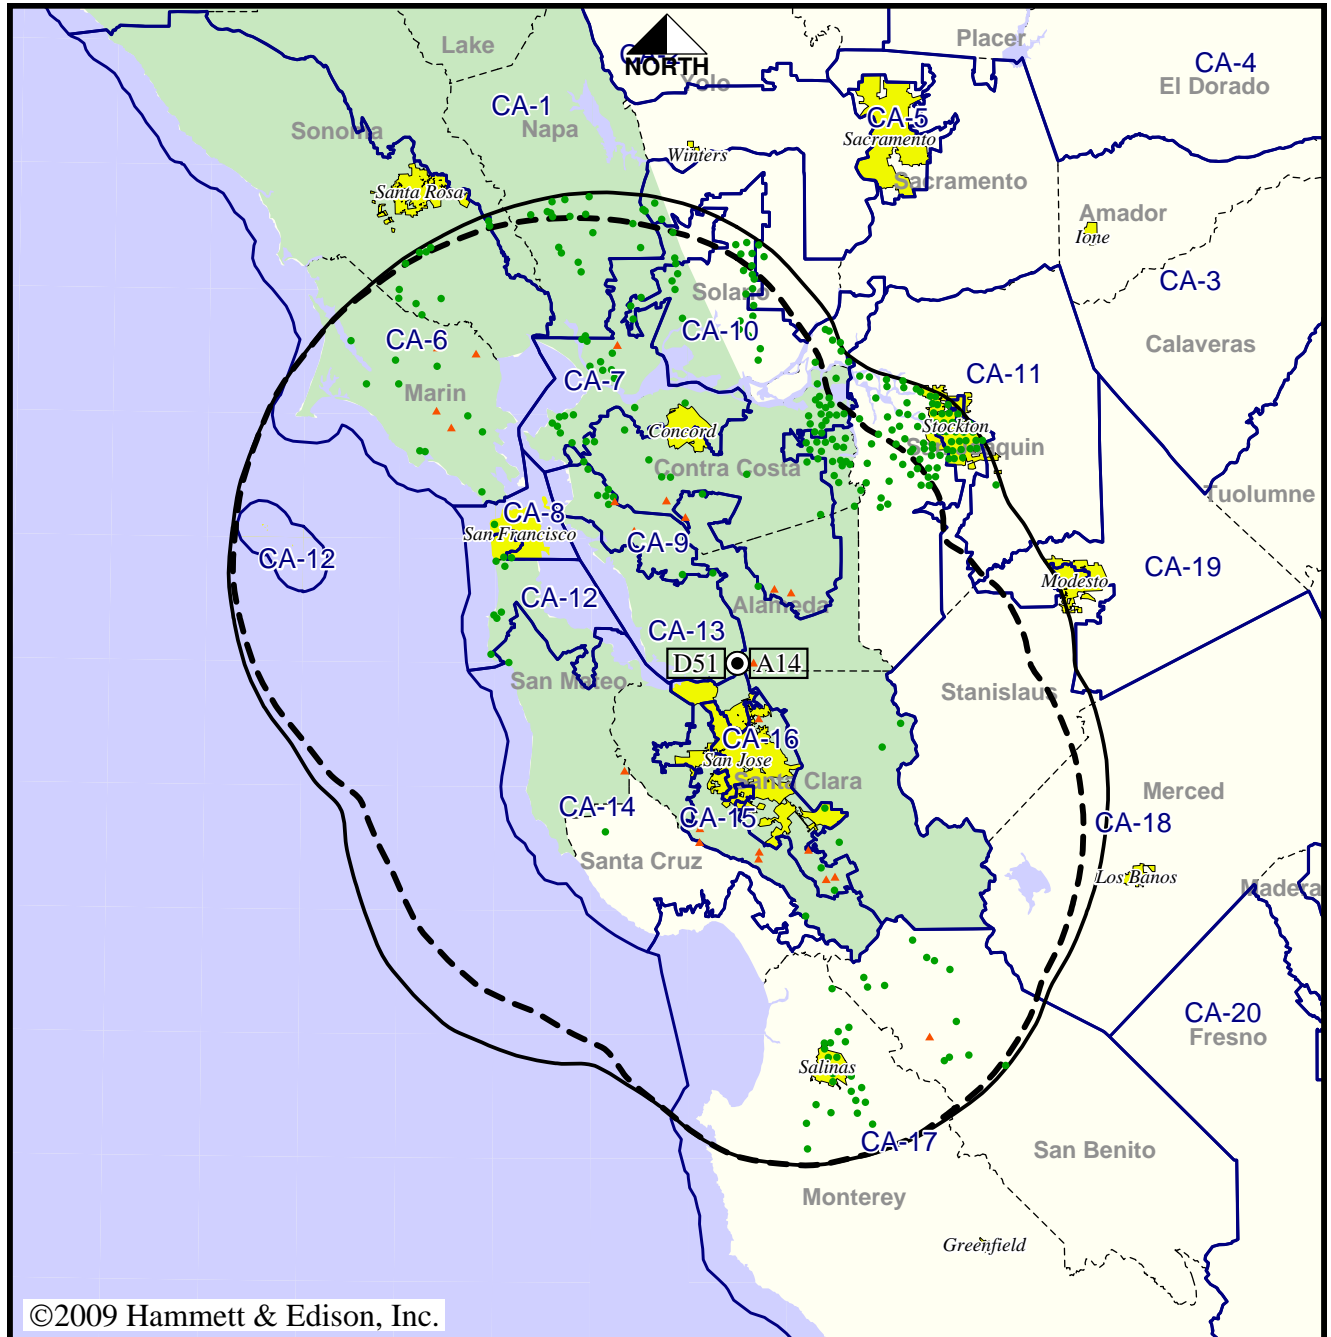 Lake
Placer
CA-4
El Dorado
NORTH
Yolo
CA-1
Napa
Sonoma
CA-5
Sacramento
Winters
Sacramento
Santa Rosa
Amador
Ione
CA-3
Solano
CA-10
CA-6
Calaveras
CA-7
Marin
CA-11
Stockton
San Joaquin
Concord
Contra Costa
Tuolumne
CA-8
San Francisco
CA-9
CA-12
CA-19
Modesto
CA-12
Alameda
CA-13
D51
A14
San Mateo
Stanislaus
CA-16
San Jose
Santa Clara
CA-14
CA-15
Merced
CA-18
Santa Cruz
Los Banos
Madera
CA-20
Fresno
Salinas
CA-17
San Benito
Monterey
Greenfield
©2009 Hammett & Edison, Inc.